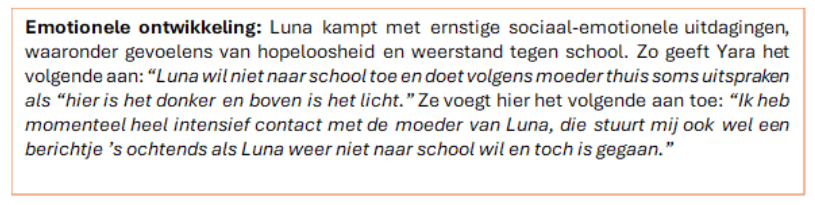 Emotionele ontwikkeling: Luna kampt met ernstige sociaal-emotionele uitdagingen,
waaronder gevoelens van hopeloosheid en weerstand tegen school. Zo geeft Yara het
volgende aan: “Luna wil niet naar school toe en doet volgens moeder thuis soms uitspraken
als “hier is het donker en boven is het licht.” Ze voegt hier het volgende aan toe: “Ik heb
momenteel heel intensief contact met de moeder van Luna, die stuurt mij ook wel een
berichtje ’s ochtends als Luna weer niet naar school wil en toch is gegaan.”